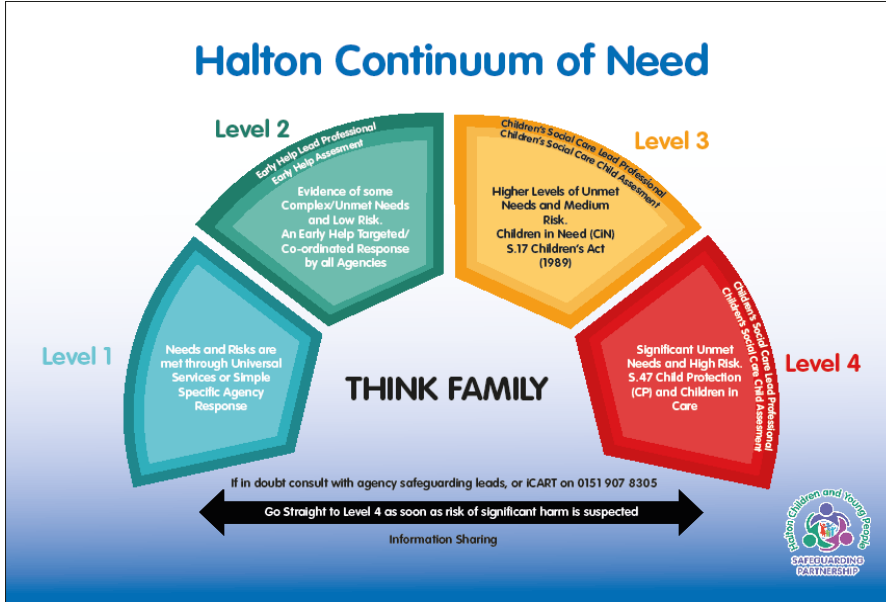 Halton Continuum of Need
Level 1
Needs and Risks are
met through Universal
Services or Simple
Specific Agency
Response
Level 2
Early Help Lead Professional
Early Help Assesment
Evidence of some
Complex/Unmet Needs
and Low Risk.
An Early Help Targeted/
Co-ordinated Response
by all Agencies
Level 3
Children's Social Care Lead Professional
Children's Social Care Child Assesment
Higher Levels of Unmet
Needs and Medium
Risk.
Children in Need (CiN)
S.17 Children's Act
(1989)
Level 4
Children's Social Care Lead Professional
Children's Social Care Child Assesment
Significant Unmet
Needs and High Risk.
S.47 Child Protection
(CP) and Children in
Care
THINK FAMILY
If in doubt consult with agency safeguarding leads, or iCART on 0151 907 8305
Go Straight to Level 4 as soon as risk of significant harm is suspected
Information Sharing
Halton Children and Young People
SAFEGUARDING
PARTNERSHIP